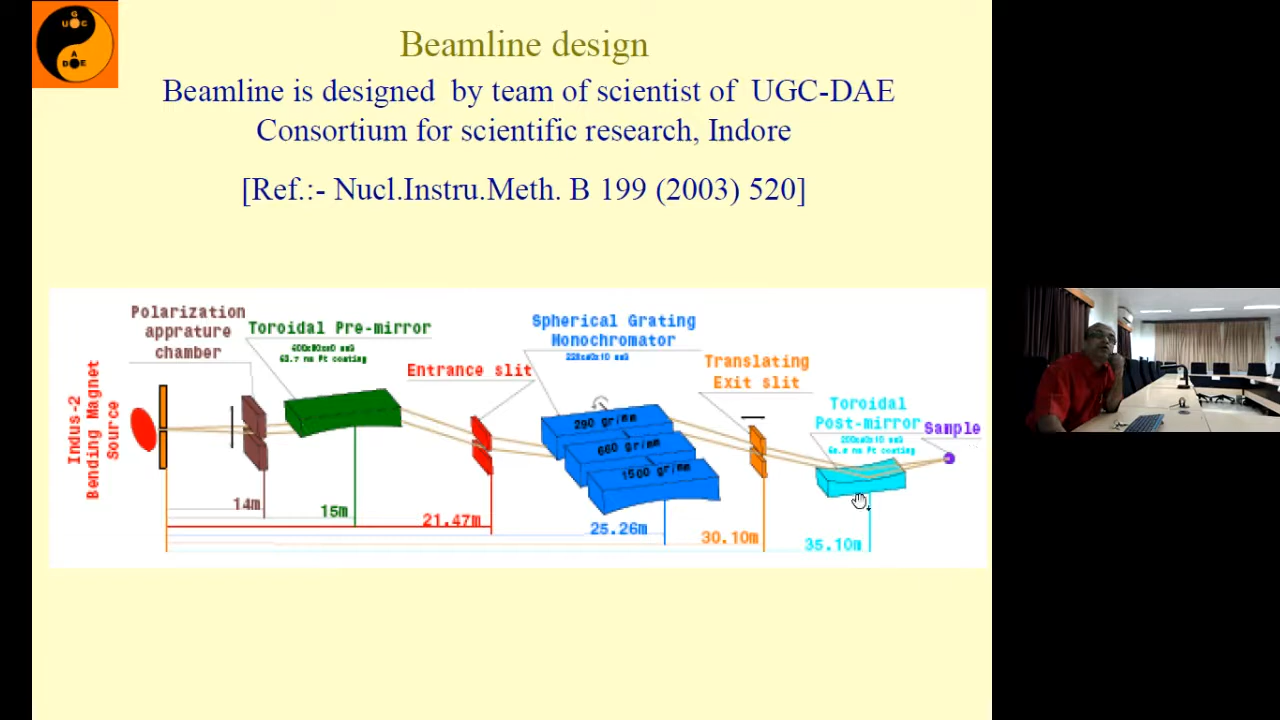 G
U G C
A
D E
Beamline design
Beamline is designed by team of scientist of UGC-DAE
Consortium for scientific research, Indore
[Ref.:- Nucl.Instru.Meth. B 199 (2003) 520]
Indus-2
Bending Magnet
Source
Polarization
apprature
chamber
14m
Toroidal Pre-mirror
15m
Entrance slit
21.47m
Spherical Grating
Monochromator
290 gr/mm
1500 gr/mm
25.26m
Translating
Exit slit
30.10m
Toroidal
Post-mirror
35.10m
Sample